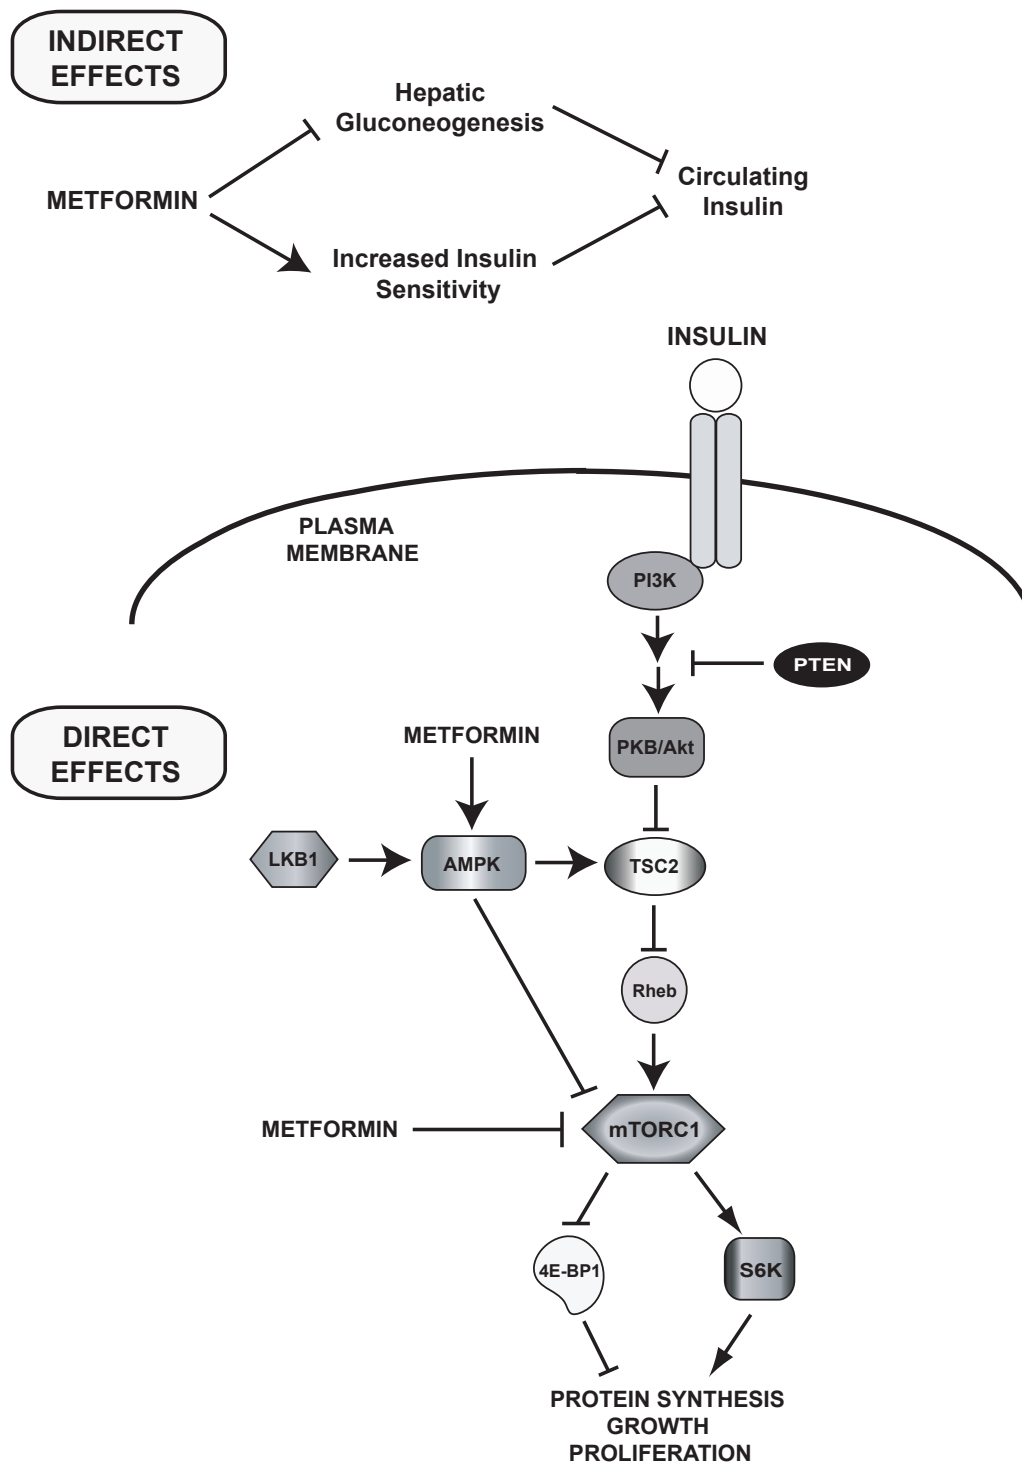 INDIRECT
EFFECTS
Hepatic
Gluconeogenesis
METFORMIN
Circulating
Insulin
Increased Insulin
Sensitivity
INSULIN
PLASMA
MEMBRANE
PI3K
PTEN
DIRECT
EFFECTS
METFORMIN
PKB/Akt
LKB1
AMPK
TSC2
Rheb
METFORMIN
mTORC1
4E-BP1
S6K
PROTEIN SYNTHESIS
GROWTH
PROLIFERATION